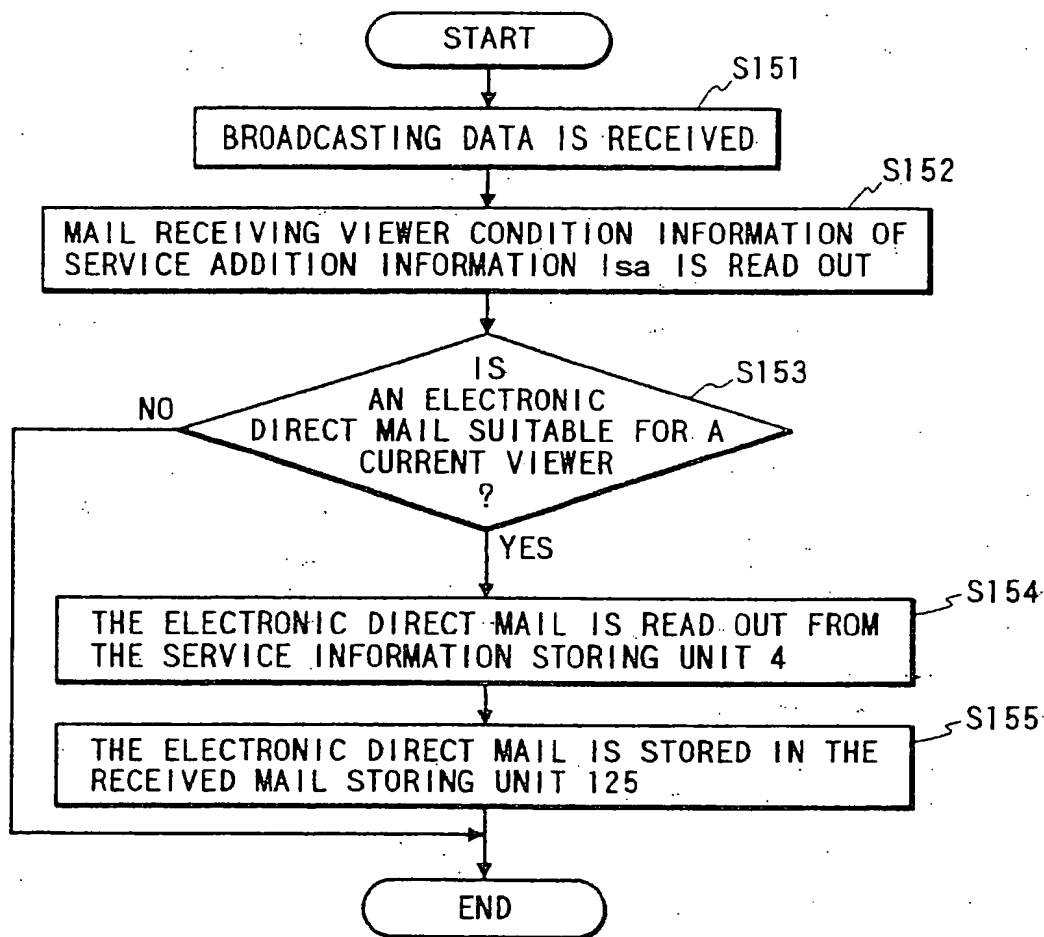 START
S151
BROADCASTING DATA IS RECEIVED
S152
MAIL RECEIVING VIEWER CONDITION INFORMATION OF
SERVICE ADDITION INFORMATION Isa IS READ OUT
S153
IS
AN ELECTRONIC
DIRECT MAIL SUITABLE FOR A
CURRENT VIEWER
?
NO
YES
S154
THE ELECTRONIC DIRECT MAIL IS READ OUT FROM
THE SERVICE INFORMATION STORING UNIT 4
S155
THE ELECTRONIC DIRECT MAIL IS STORED IN THE
RECEIVED MAIL STORING UNIT 125
END